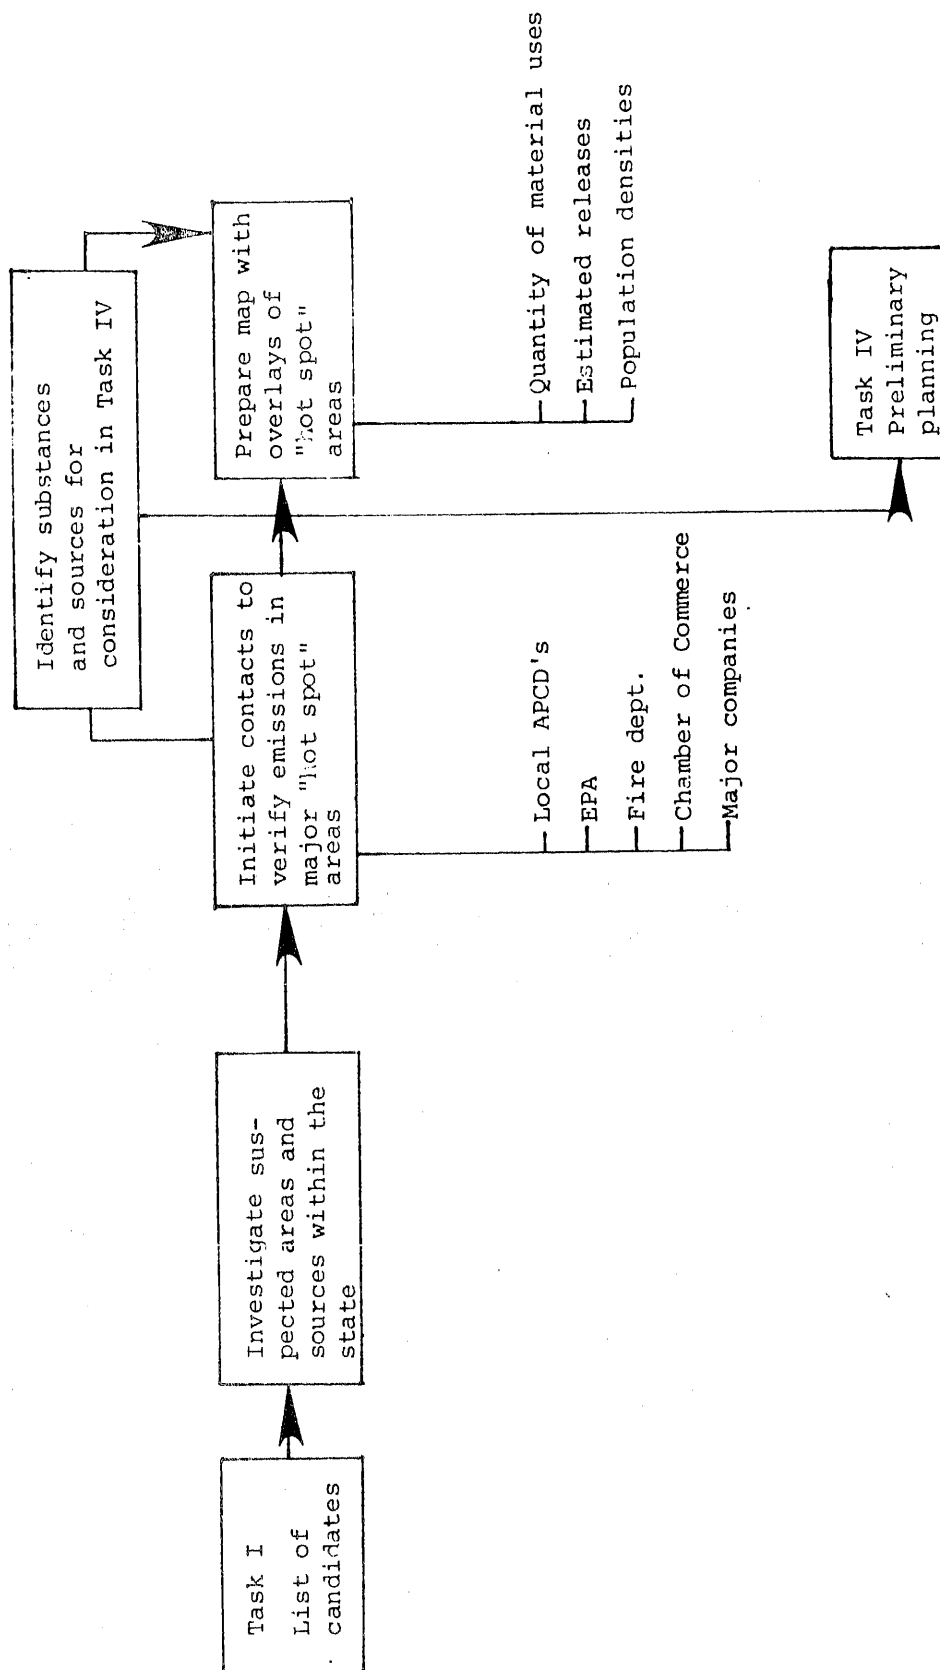 Task I
List of
candidates
Investigate sus-
pected areas and
sources within the
state
Initiate contacts to
verify emissions in
major "hot spot"
areas
Local APCD's
EPA
Fire dept.
Chamber of Commerce
Major companies
Identify substances
and sources for
consideration in Task IV
Prepare map with
overlays of
"hot spot"
areas
Quantity of material uses
Estimated releases
Population densities
Task IV
Preliminary
planning